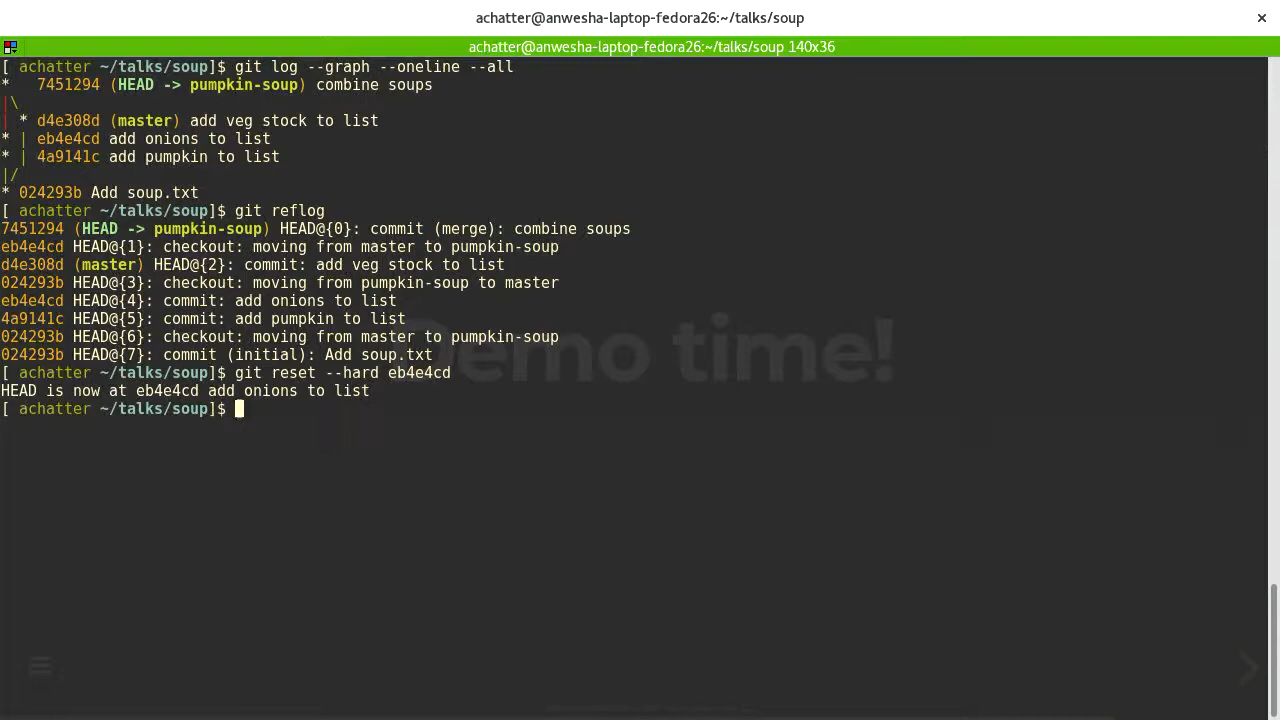 achatter@anwesha-laptop-fedora26:~/talks/soup
achatter@anwesha-laptop-fedora26:~/talks/soup 140x36
[ achatter ~/talks/soup]$ git log --graph --oneline --all
*   7451294 (HEAD -> pumpkin-soup) combine soups
|\
| * d4e308d (master) add veg stock to list
* | eb4e4cd add onions to list
* | 4a9141c add pumpkin to list
|/
* 024293b Add soup.txt
[ achatter ~/talks/soup]$ git reflog
7451294 (HEAD -> pumpkin-soup) HEAD@{0}: commit (merge): combine soups
eb4e4cd HEAD@{1}: checkout: moving from master to pumpkin-soup
d4e308d (master) HEAD@{2}: commit: add veg stock to list
024293b HEAD@{3}: checkout: moving from pumpkin-soup to master
eb4e4cd HEAD@{4}: commit: add onions to list
4a9141c HEAD@{5}: commit: add pumpkin to list
024293b HEAD@{6}: checkout: moving from master to pumpkin-soup
024293b HEAD@{7}: commit (initial): Add soup.txt
[ achatter ~/talks/soup]$ git reset --hard eb4e4cd
HEAD is now at eb4e4cd add onions to list
[ achatter ~/talks/soup]$
Demo time!